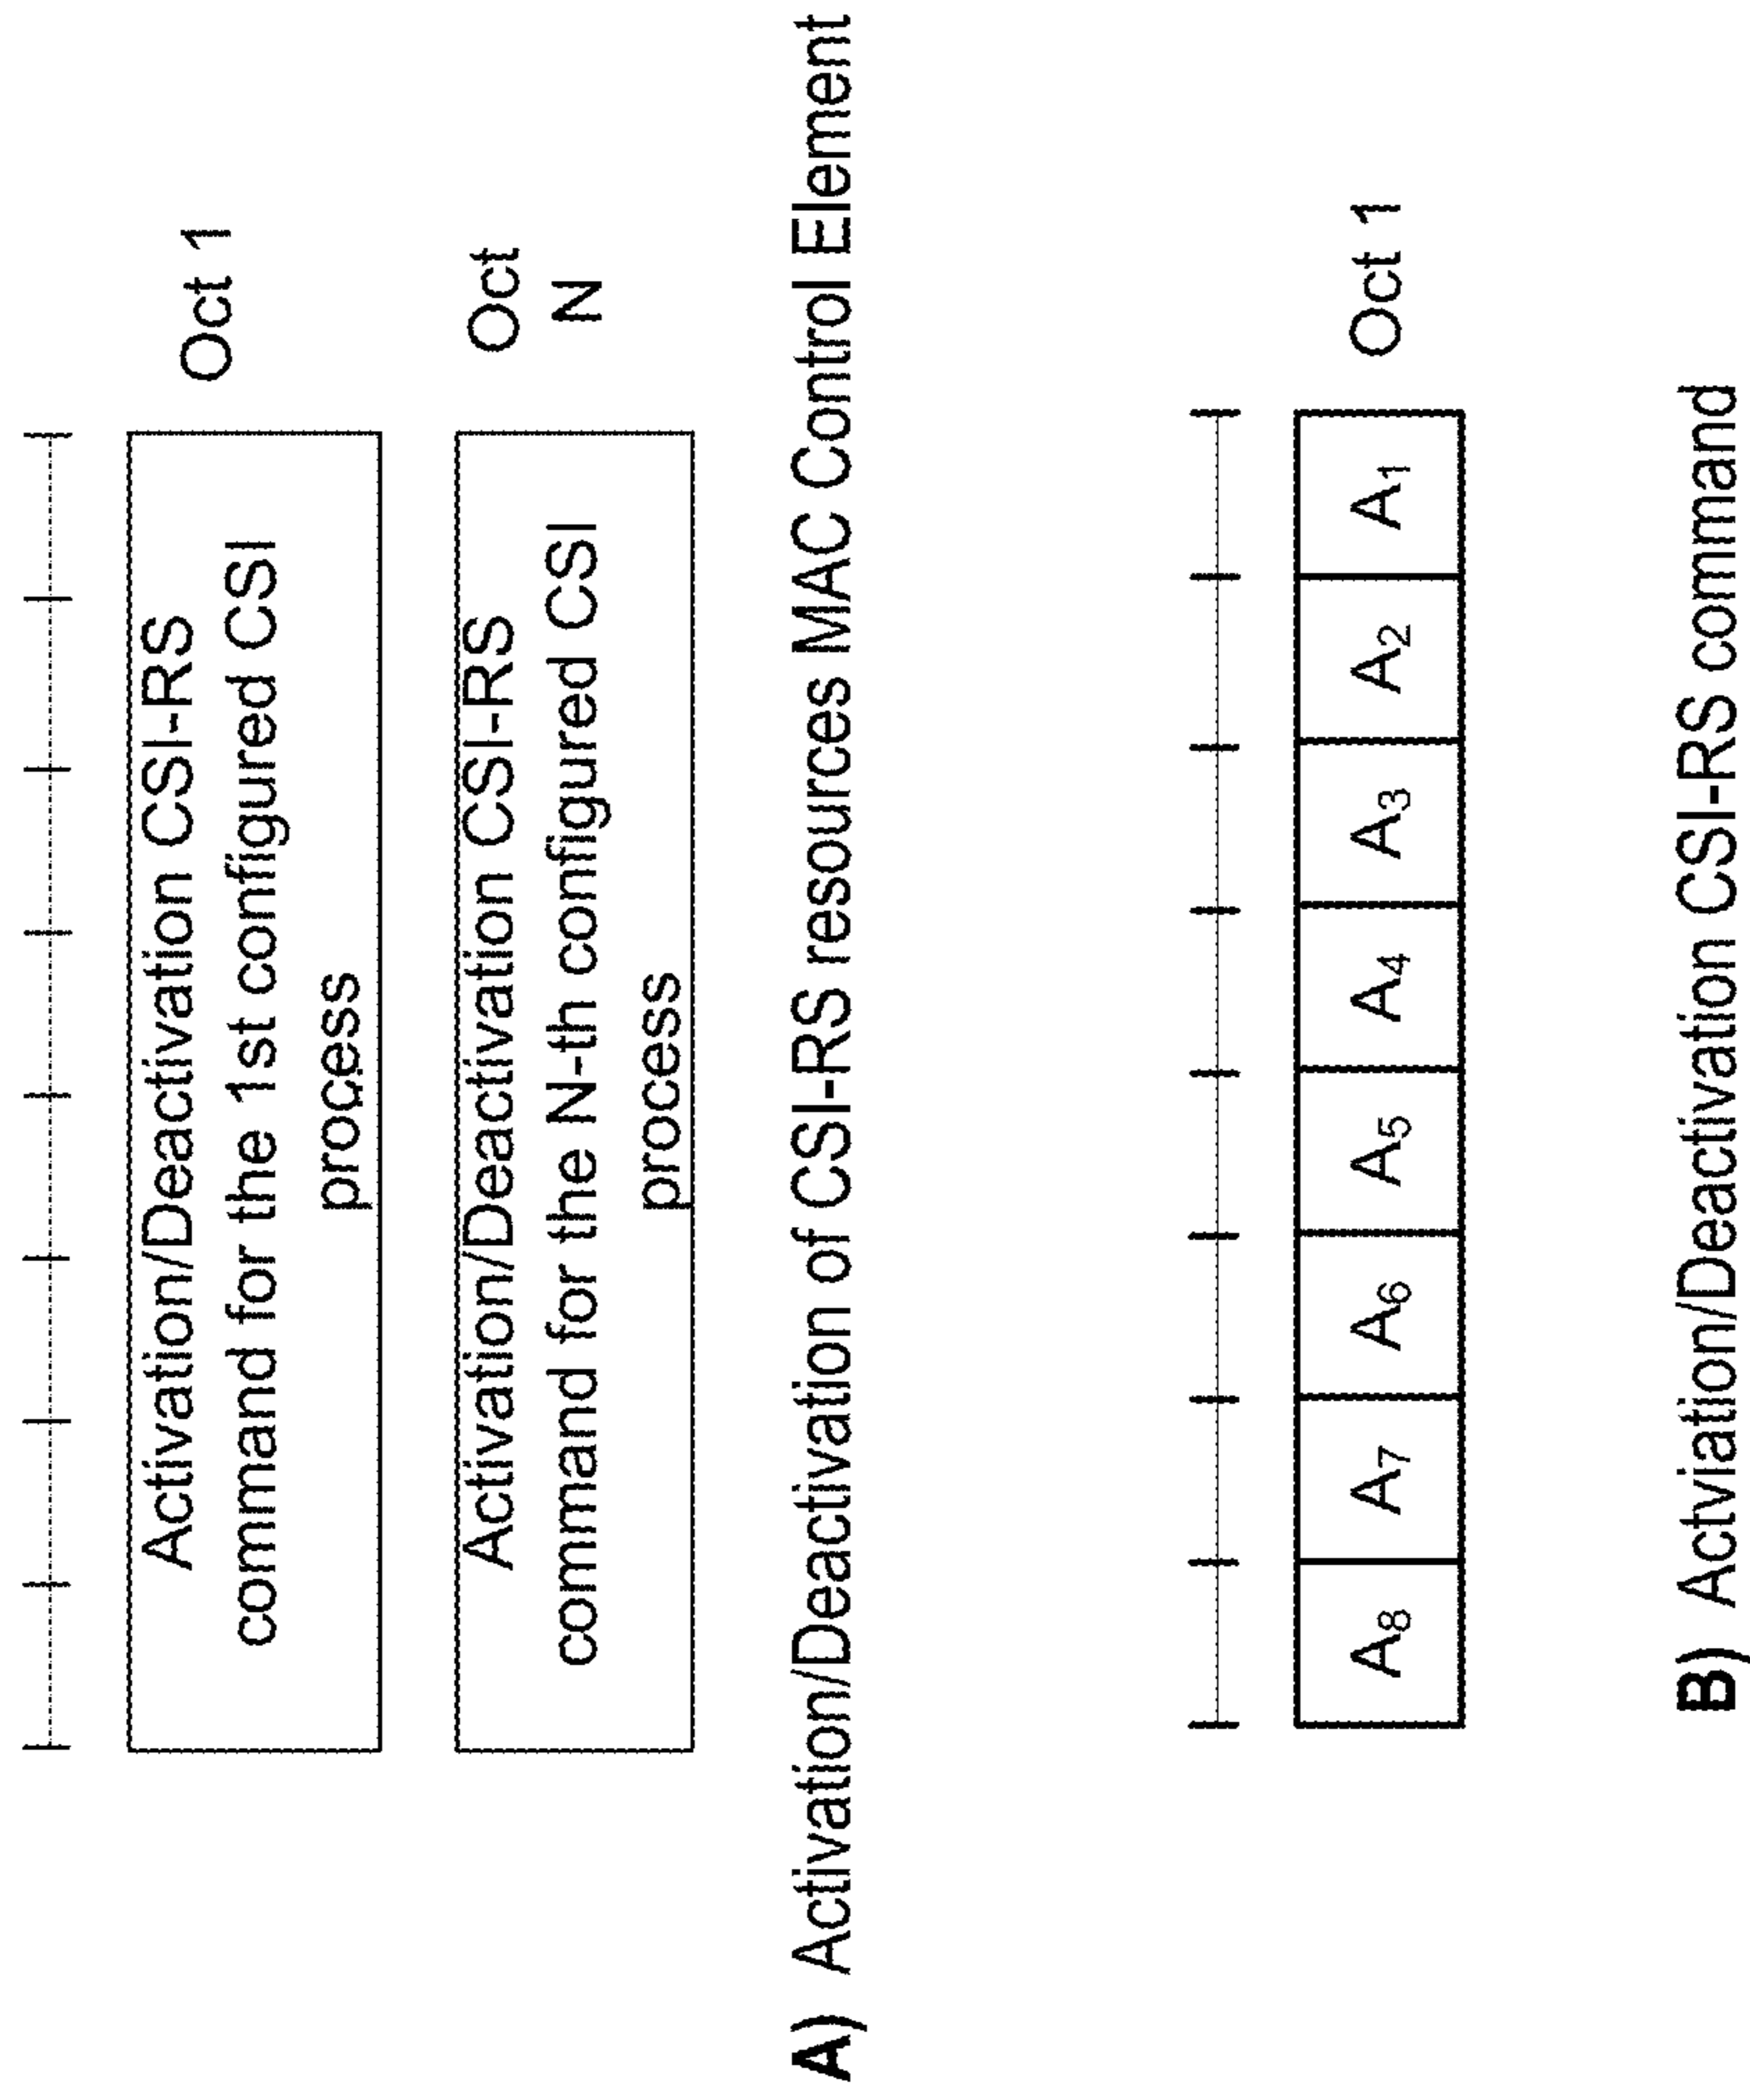 Activation/Deactivation CSI-RS
command for the 1st configured CSI
process
Oct 1
Activation/Deactivation CSI-RS
command for the N-th configured CSI
process
Oct
N
A) Activation/Deactivation of CSI-RS resources MAC Control Element
A8 A7 A6 A5 A4 A3 A2 A1 Oct 1
B) Actviation/Deactivation CSI-RS command